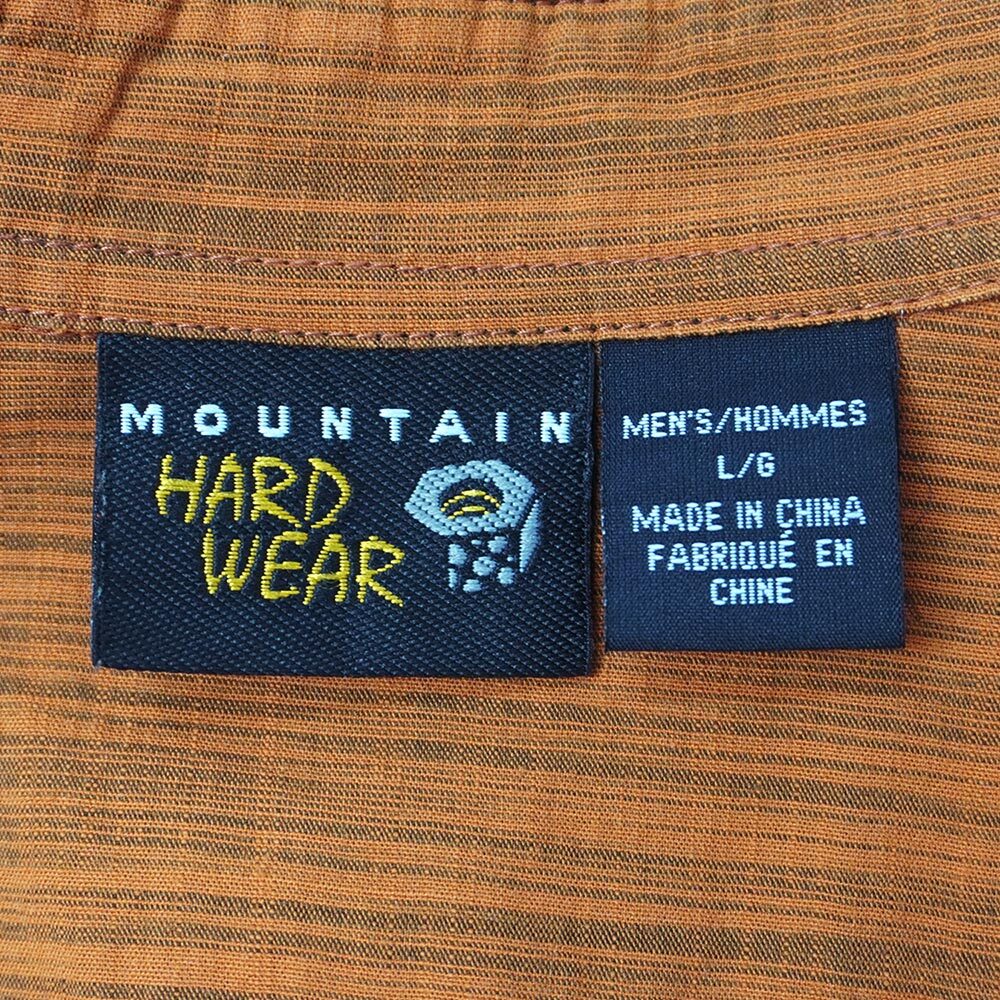 MOUNTAIN
HARD
WEAR
MEN'S/HOMMES
L/G
MADE IN CHINA
FABRIQUÉ EN
CHINE